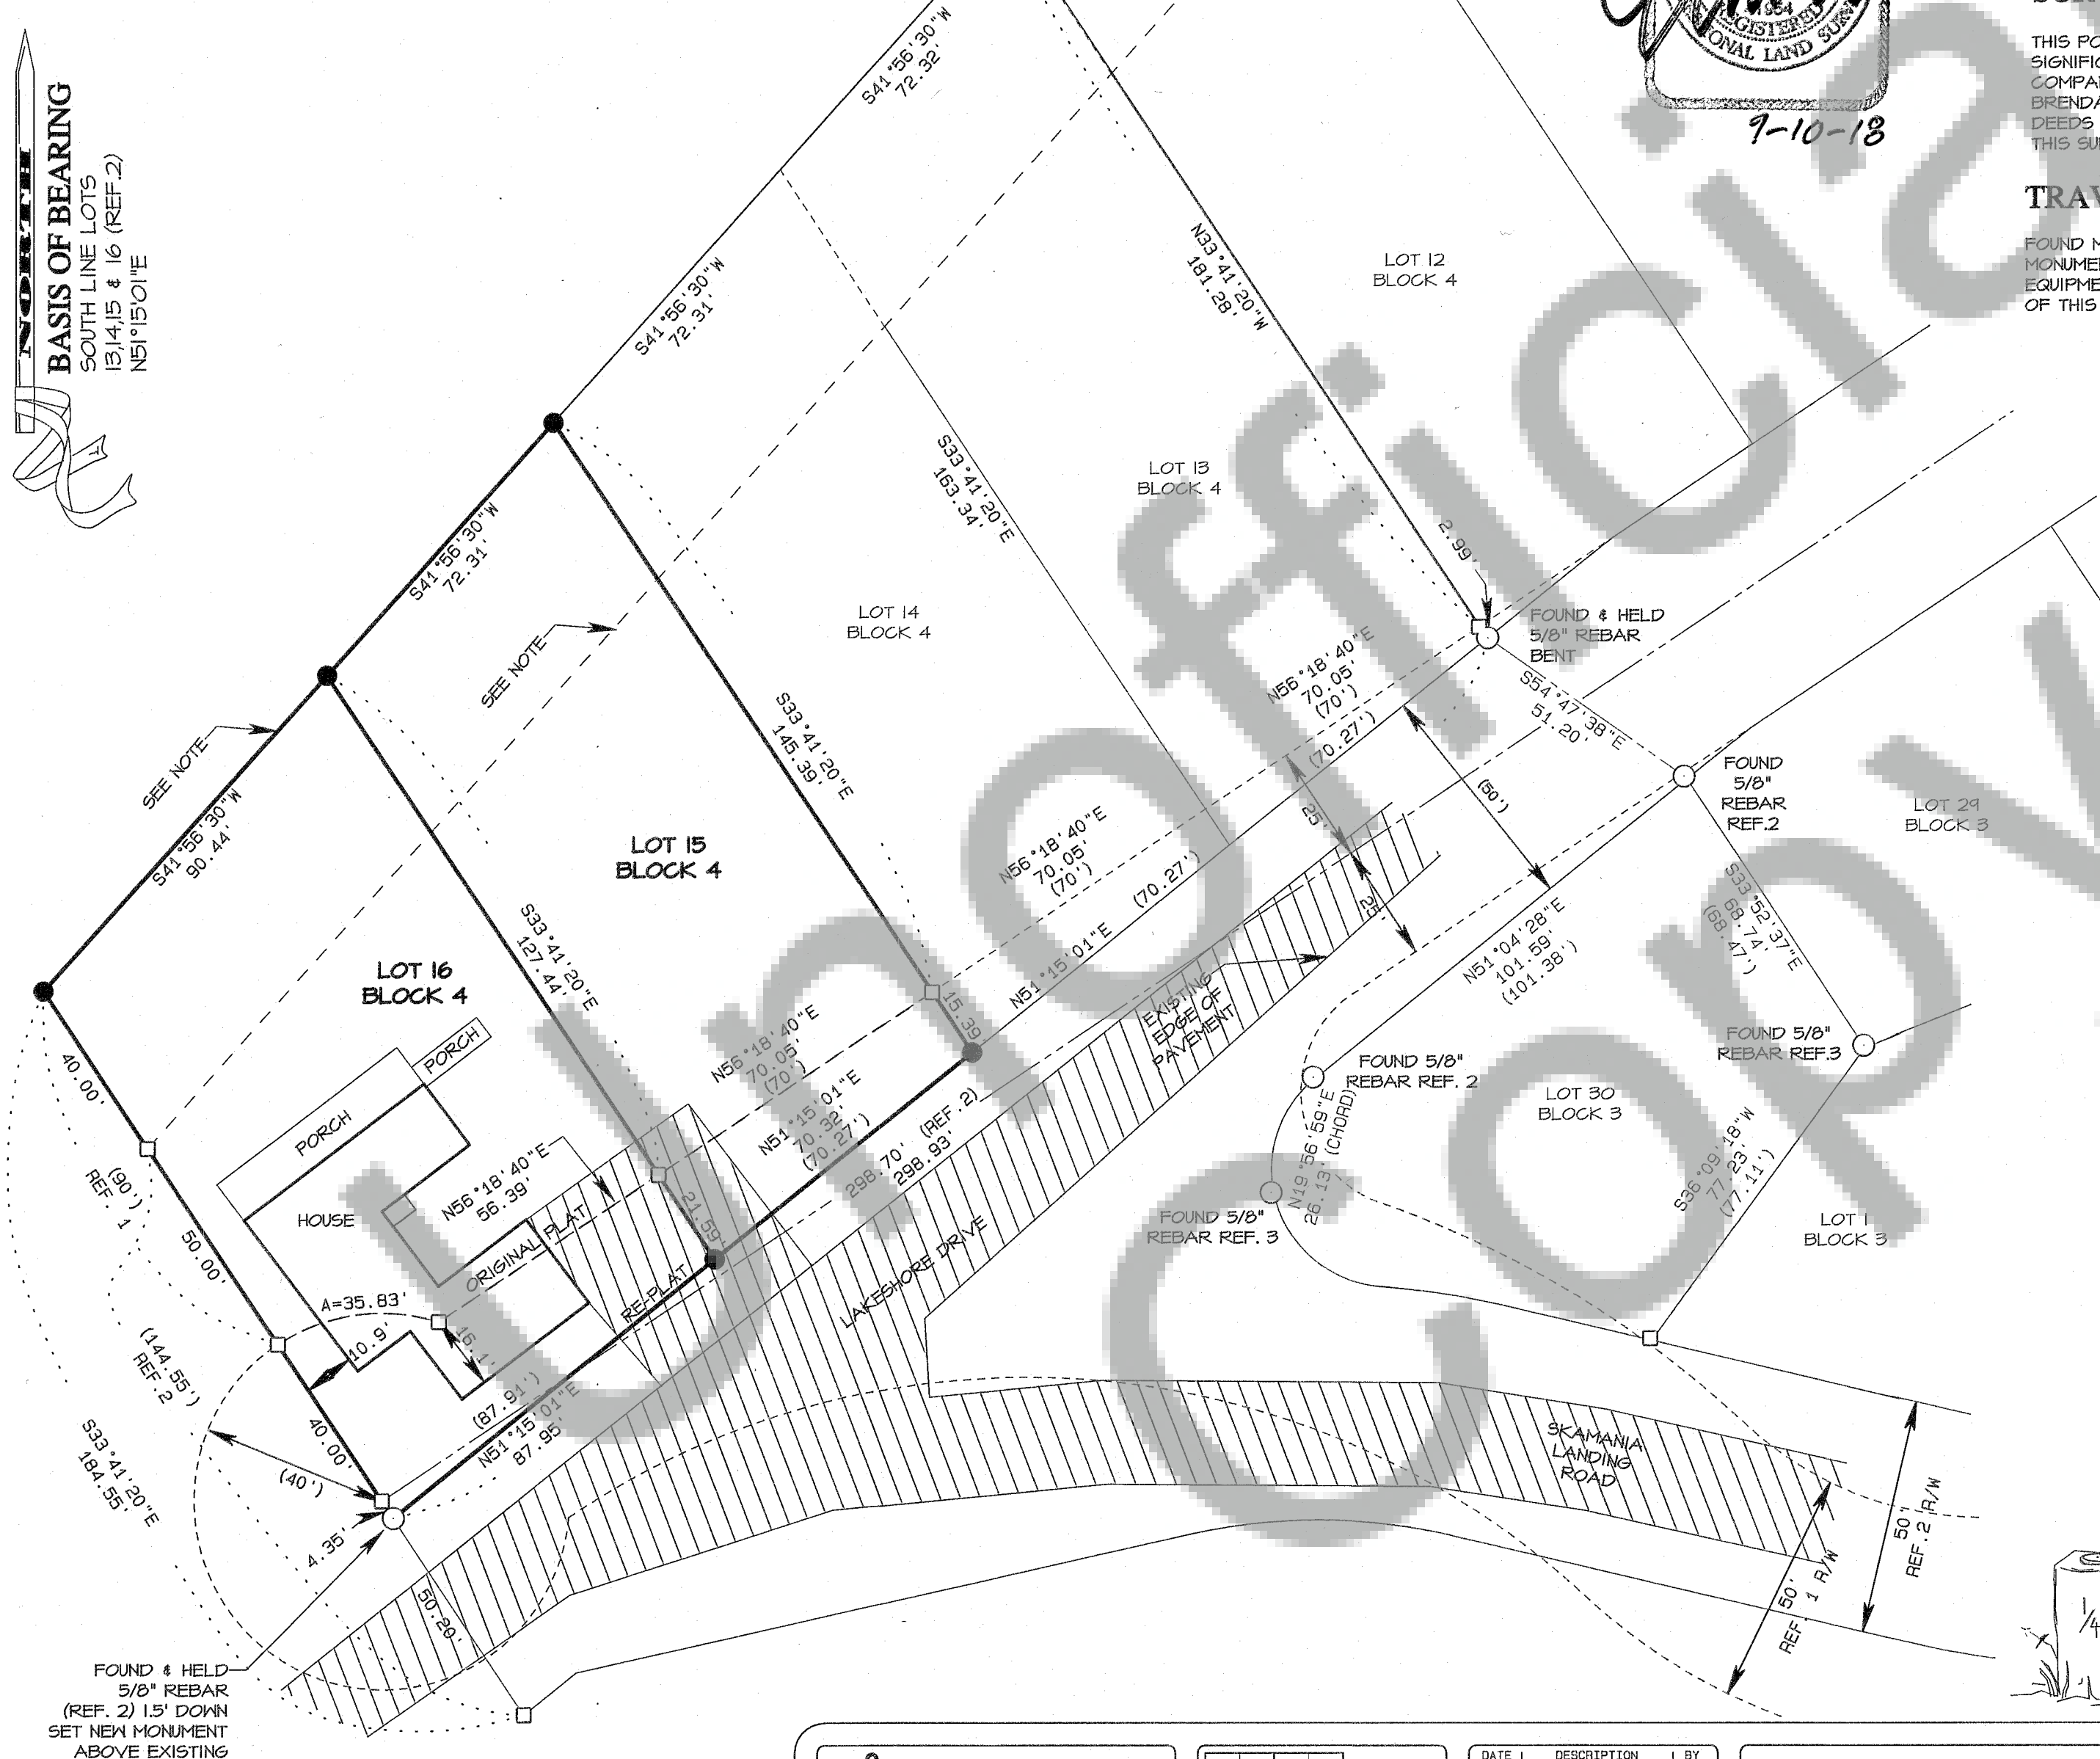 NORTH
BASIS OF BEARING
SOUTH LINE LOTS
13,14,15 & 16 (REF.2)
N51°15'01"E
S41°56'30"W
72.32'
S41°56'30"W
72.31'
S41°56'30"W
72.31'
S41°56'30"W
90.44'
SEE NOTE
SEE NOTE
N33°41'20"W
181.28'
LOT 12
BLOCK 4
LOT 13
BLOCK 4
S33°41'20"E
163.34'
LOT 14
BLOCK 4
S33°41'20"E
145.39'
LOT 15
BLOCK 4
S33°41'20"E
127.44'
LOT 16
BLOCK 4
REGISTERED
LAND
9-10-18
THIS
DEEDS
FOUND
OF THIS
2.99'
FOUND & HELD
5/8" REBAR
BENT
S54°47'38"E
51.20'
N56°18'40"E
70.05'
(70')
(70.27')
FOUND
5/8"
REBAR
REF.2
LOT 29
BLOCK 3
(50')
25'
25'
N56°18'40"E
70.05'
(70')
(70.27')
N51°15'01"E
15.39
EXISTING
EDGE OF
PAVEMENT
N51°04'28"E
101.59'
(101.38')
S33°52'37"E
68.74'
(68.47')
FOUND 5/8"
REBAR REF.3
FOUND 5/8"
REBAR REF. 2
LOT 30
BLOCK 3
N19°56'59"E
26.13' (CHORD)
FOUND 5/8"
REBAR REF. 3
S36°09'18"W
77.23'
(77.11')
LOT 1
BLOCK 3
N56°18'40"E
70.05'
(70')
N51°15'01"E
70.32'
(70.27')
298.70' (REF.2)
298.93'
LAKESHORE DRIVE
21.59'
PORCH
PORCH
HOUSE
N56°18'40"E
56.39'
ORIGINAL PLAT
RE-PLAT
A=35.83'
10.9'
16.1'
40.00'
(90')
REF. 1
50.00'
(144.55')
REF.2
40.00'
S33°41'20"E
184.55'
(40')
4.35'
(87.91')
N51°15'01"E
87.95'
50.20'
FOUND & HELD
5/8" REBAR
(REF. 2) 1.5' DOWN
SET NEW MONUMENT
ABOVE EXISTING
SKAMANIA
LANDING
ROAD
50'
REF. 2 R/W
50'
REF. 1 R/W
1/4
DATE DESCRIPTION BY
Unofficial
Copy